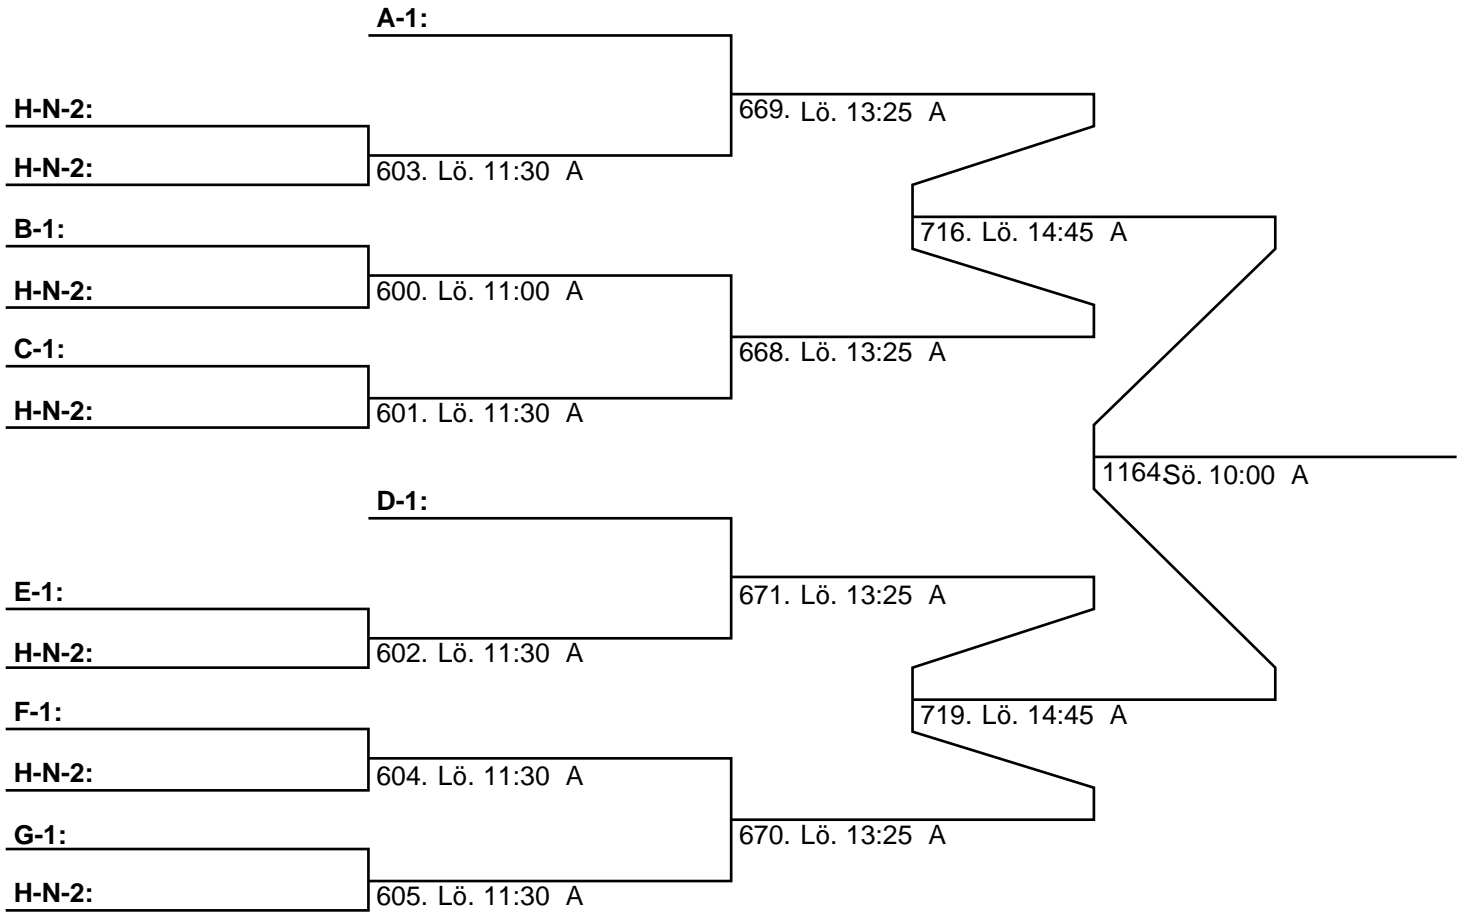 A-1:
H-N-2:
669. Lö. 13:25 A
H-N-2:
603. Lö. 11:30 A
B-1:
716. Lö. 14:45 A
H-N-2:
600. Lö. 11:00 A
C-1:
668. Lö. 13:25 A
H-N-2:
601. Lö. 11:30 A
1164. Sö. 10:00 A
D-1:
E-1:
671. Lö. 13:25 A
H-N-2:
602. Lö. 11:30 A
F-1:
719. Lö. 14:45 A
H-N-2:
604. Lö. 11:30 A
G-1:
670. Lö. 13:25 A
H-N-2:
605. Lö. 11:30 A